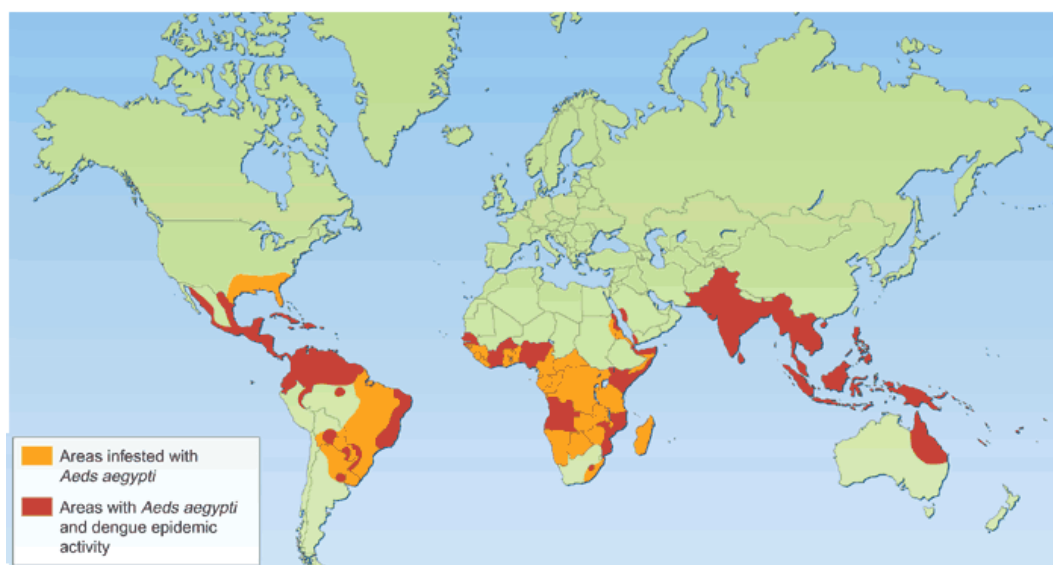 Areas infested with
Aeds aegypti
Areas with Aeds aegypti
and dengue epidemic
activity